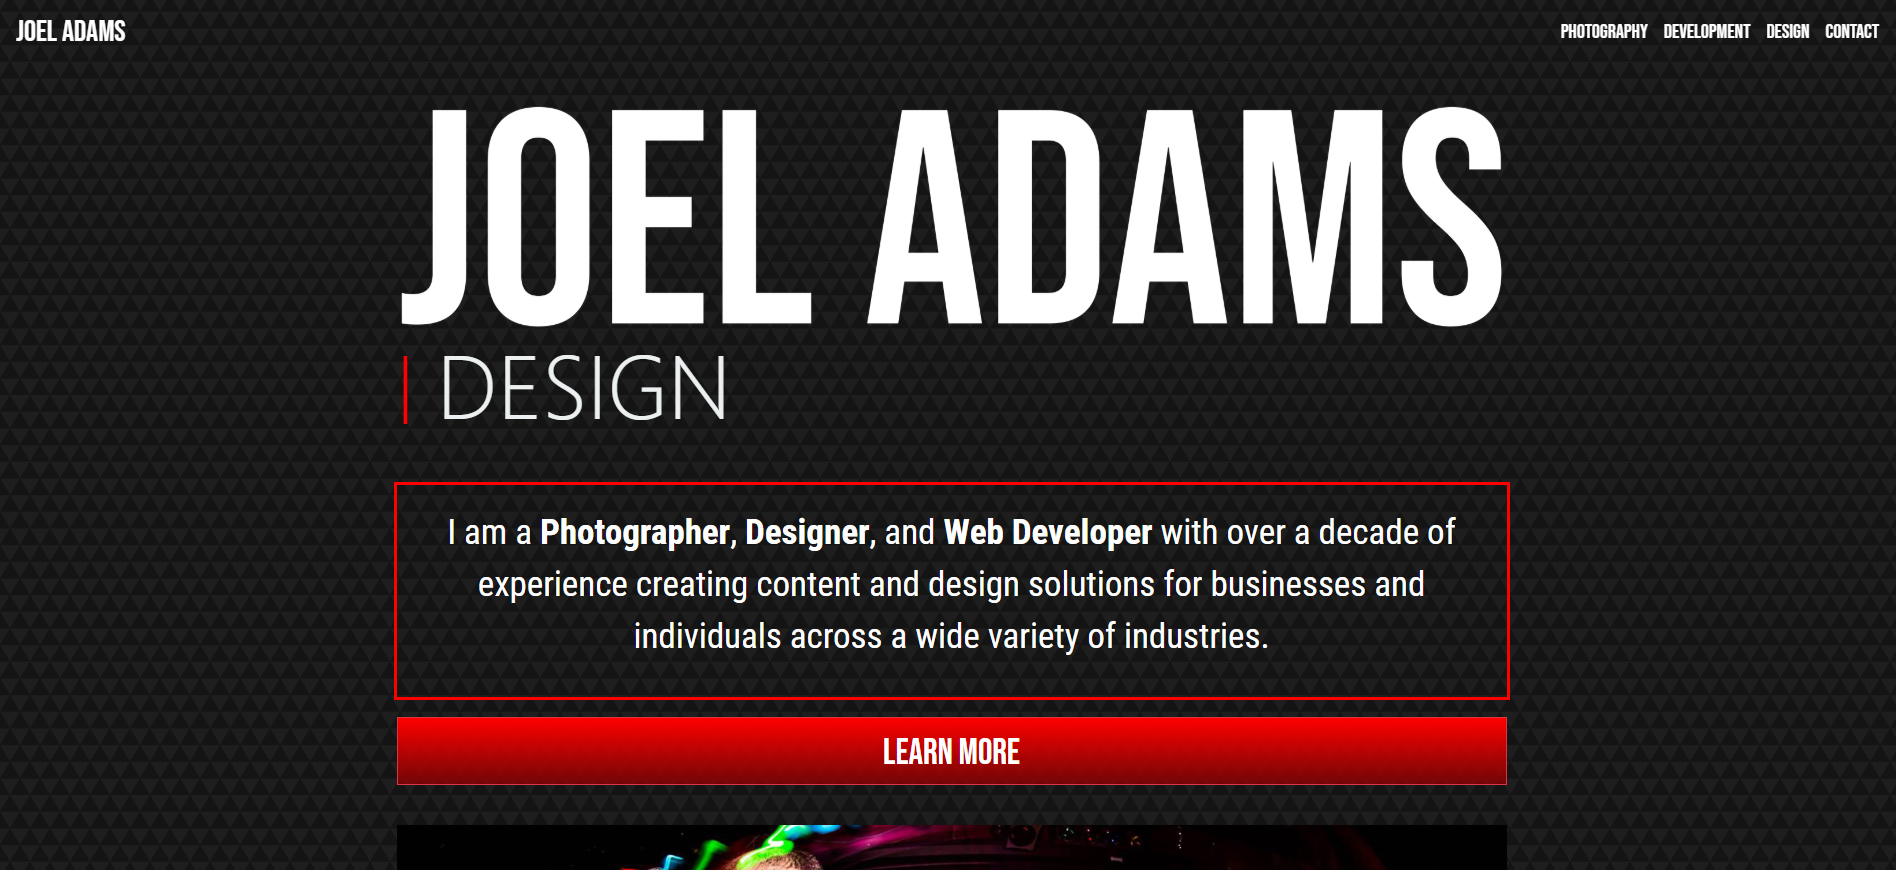 JOEL ADAMS
PHOTOGRAPHY DEVELOPMENT DESIGN CONTACT
JOEL ADAMS
DESIGN
I am a Photographer, Designer, and Web Developer with over a decade of
experience creating content and design solutions for businesses and
individuals across a wide variety of industries.
LEARN MORE